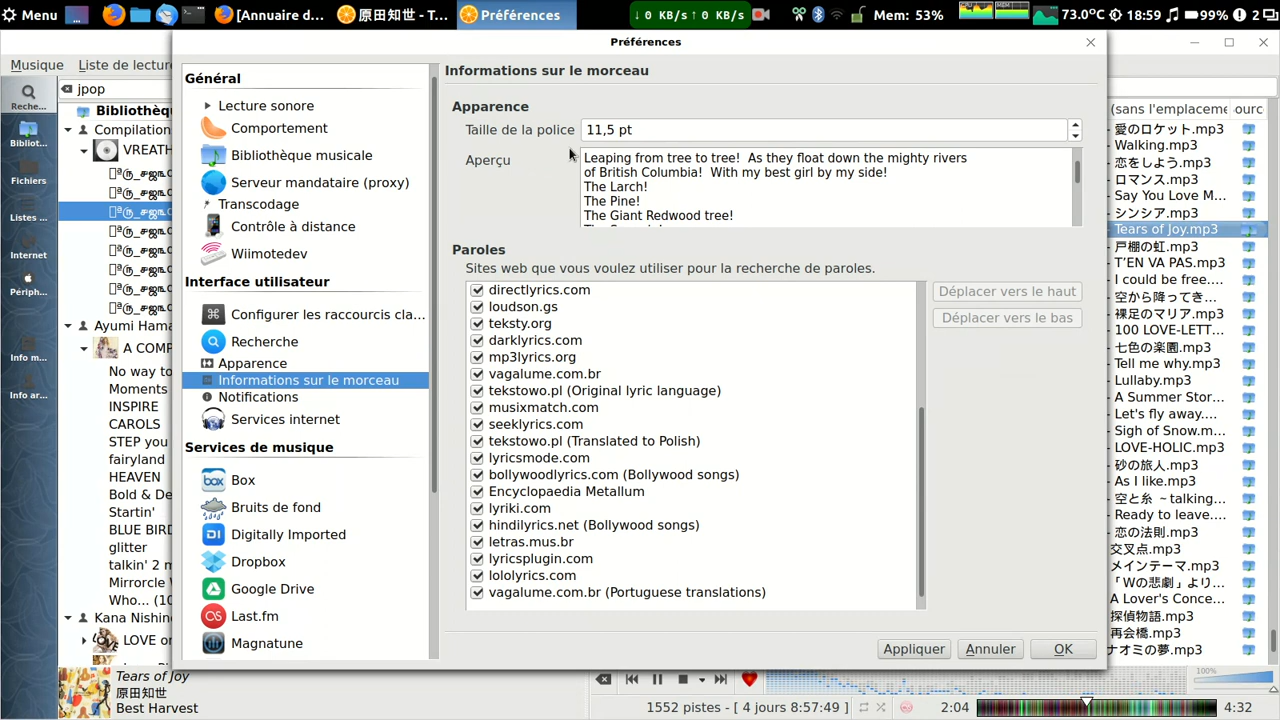 Menu
[Annuaire d...
原田知世 - T...
Préférences
↓ 0 KB/s ↑ 0 KB/s
Mem: 53%
73.0°C
18:59
99%
2
Préférences
Musique
Liste de lectur
Reche...
jpop
Bibliot...
Fichiers
Listes ...
Internet
Périph...
Info m...
Info ar...
Bibliothèq
Compilation
VREATH
Ayumi Hama
A COMP
No way to
Moments
INSPIRE
CAROLS
STEP you
fairyland
HEAVEN
Bold & De
Startin'
BLUE BIRD
glitter
talkin' 2 m
Mirrorcle W
Who... (10
Kana Nishino
LOVE or
Général
Lecture sonore
Comportement
Bibliothèque musicale
Serveur mandataire (proxy)
Transcodage
Contrôle à distance
Wiimotedev
Interface utilisateur
Configurer les raccourcis cla...
Recherche
Apparence
Informations sur le morceau
Notifications
Services internet
Services de musique
box
Box
Bruits de fond
DI
Digitally Imported
Dropbox
Google Drive
Last.fm
Magnatune
Informations sur le morceau
Apparence
Taille de la police
11,5 pt
Aperçu
Leaping from tree to tree!  As they float down the mighty rivers
of British Columbia!  With my best girl by my side!
The Larch!
The Pine!
The Giant Redwood tree!
Paroles
Sites web que vous voulez utiliser pour la recherche de paroles.
directlyrics.com
loudson.gs
teksty.org
darklyrics.com
mp3lyrics.org
vagalume.com.br
tekstowo.pl (Original lyric language)
musixmatch.com
seeklyrics.com
tekstowo.pl (Translated to Polish)
lyricsmode.com
bollywoodlyrics.com (Bollywood songs)
Encyclopaedia Metallum
lyriki.com
hindilyrics.net (Bollywood songs)
letras.mus.br
lyricsplugin.com
lololyrics.com
vagalume.com.br (Portuguese translations)
Déplacer vers le haut
Déplacer vers le bas
Appliquer
Annuler
OK
(sans l'emplaceme
ourc
愛のロケット.mp3
Walking.mp3
恋をしよう.mp3
ロマンス.mp3
Say You Love M...
シンシア.mp3
Tears of Joy.mp3
戸棚の虹.mp3
T'EN VA PAS.mp3
I could be free....
空から降ってき...
裸足のマリア.mp3
100 LOVE-LETT...
七色の楽園.mp3
Tell me why.mp3
Lullaby.mp3
A Summer Stor...
Let's fly away....
Sigh of Snow.m...
LOVE-HOLIC.mp3
砂の旅人.mp3
As I like.mp3
空と糸 ～talking...
Ready to leave....
恋の法則.mp3
交叉点.mp3
メインテーマ.mp3
「Wの悲劇」より...
A Lover's Conce...
探偵物語.mp3
再会橋.mp3
ナオミの夢.mp3
Tears of Joy
原田知世
Best Harvest
100%
1552 pistes - [ 4 jours 8:57:49 ]
2:04
4:32